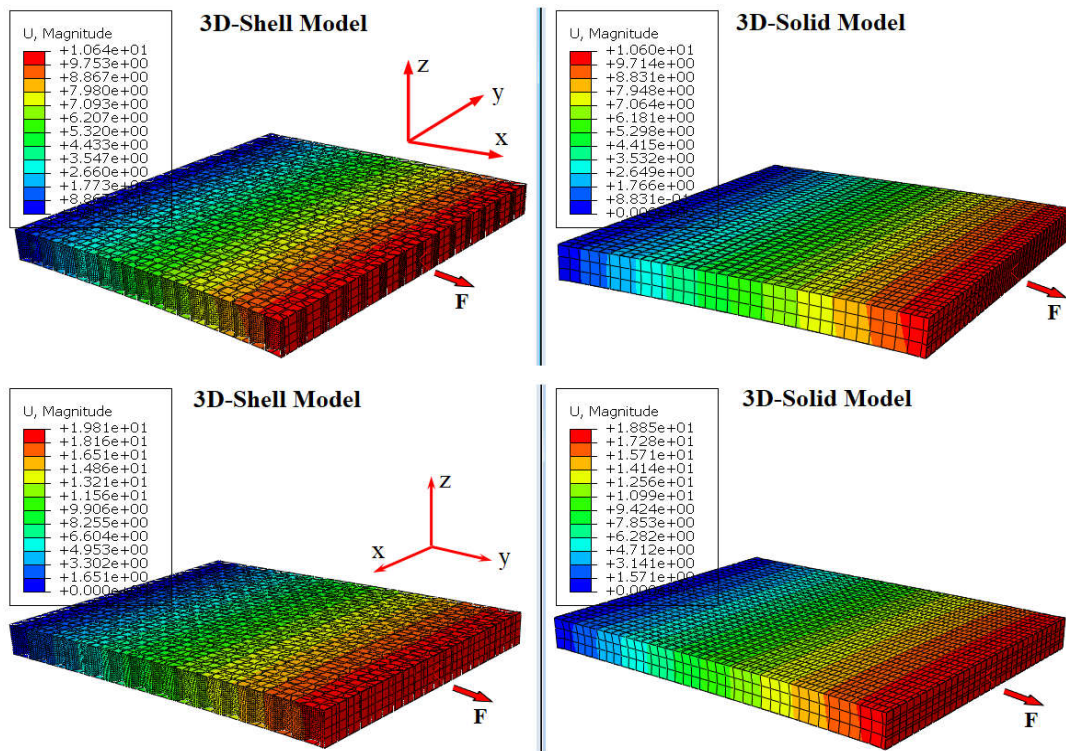 3D-Shell Model
U, Magnitude
+1.064e+01
+9.753e+00
+8.867e+00
+7.980e+00
+7.093e+00
+6.207e+00
+5.320e+00
+4.433e+00
+3.547e+00
+2.660e+00
+1.773e+00
z
y
x
F
3D-Solid Model
U, Magnitude
+1.060e+01
+9.714e+00
+8.831e+00
+7.948e+00
+7.064e+00
+6.181e+00
+5.298e+00
+4.415e+00
+3.532e+00
+2.649e+00
+1.766e+00
+8.831e-01
F
3D-Shell Model
U, Magnitude
+1.981e+01
+1.816e+01
+1.651e+01
+1.486e+01
+1.321e+01
+1.156e+01
+9.906e+00
+8.255e+00
+6.604e+00
+4.953e+00
+3.302e+00
+1.651e+00
+0.000e+00
z
x
y
F
3D-Solid Model
U, Magnitude
+1.885e+01
+1.728e+01
+1.571e+01
+1.414e+01
+1.256e+01
+1.099e+01
+9.424e+00
+7.853e+00
+6.282e+00
+4.712e+00
+3.141e+00
+1.571e+00
F